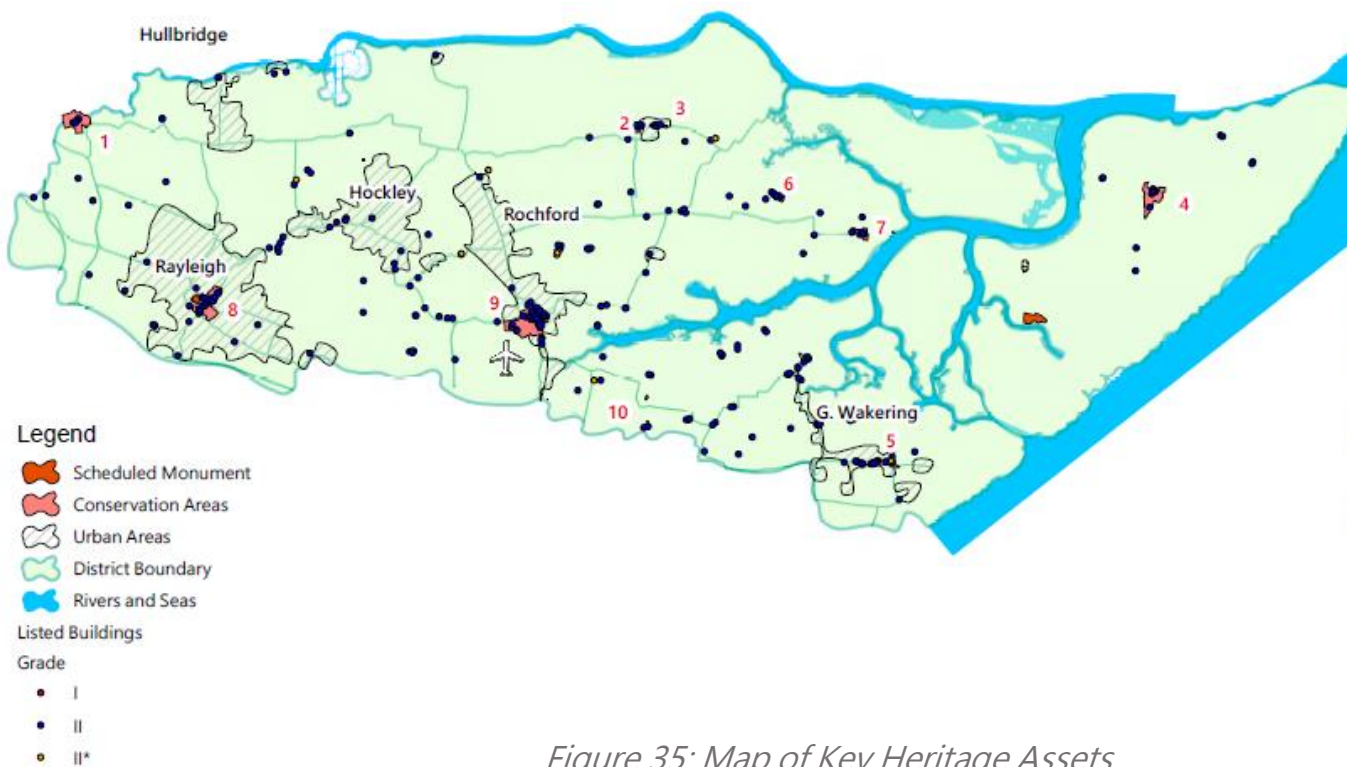 Hullbridge
3
2
1
6
Hockley
4
Rochford
7
Rayleigh
9
8
10
G. Wakering
5
Legend
Scheduled Monument
Conservation Areas
Urban Areas
District Boundary
Rivers and Seas
Listed Buildings
Grade
I
II
II*
Figure 35: Map of Key Heritage Assets